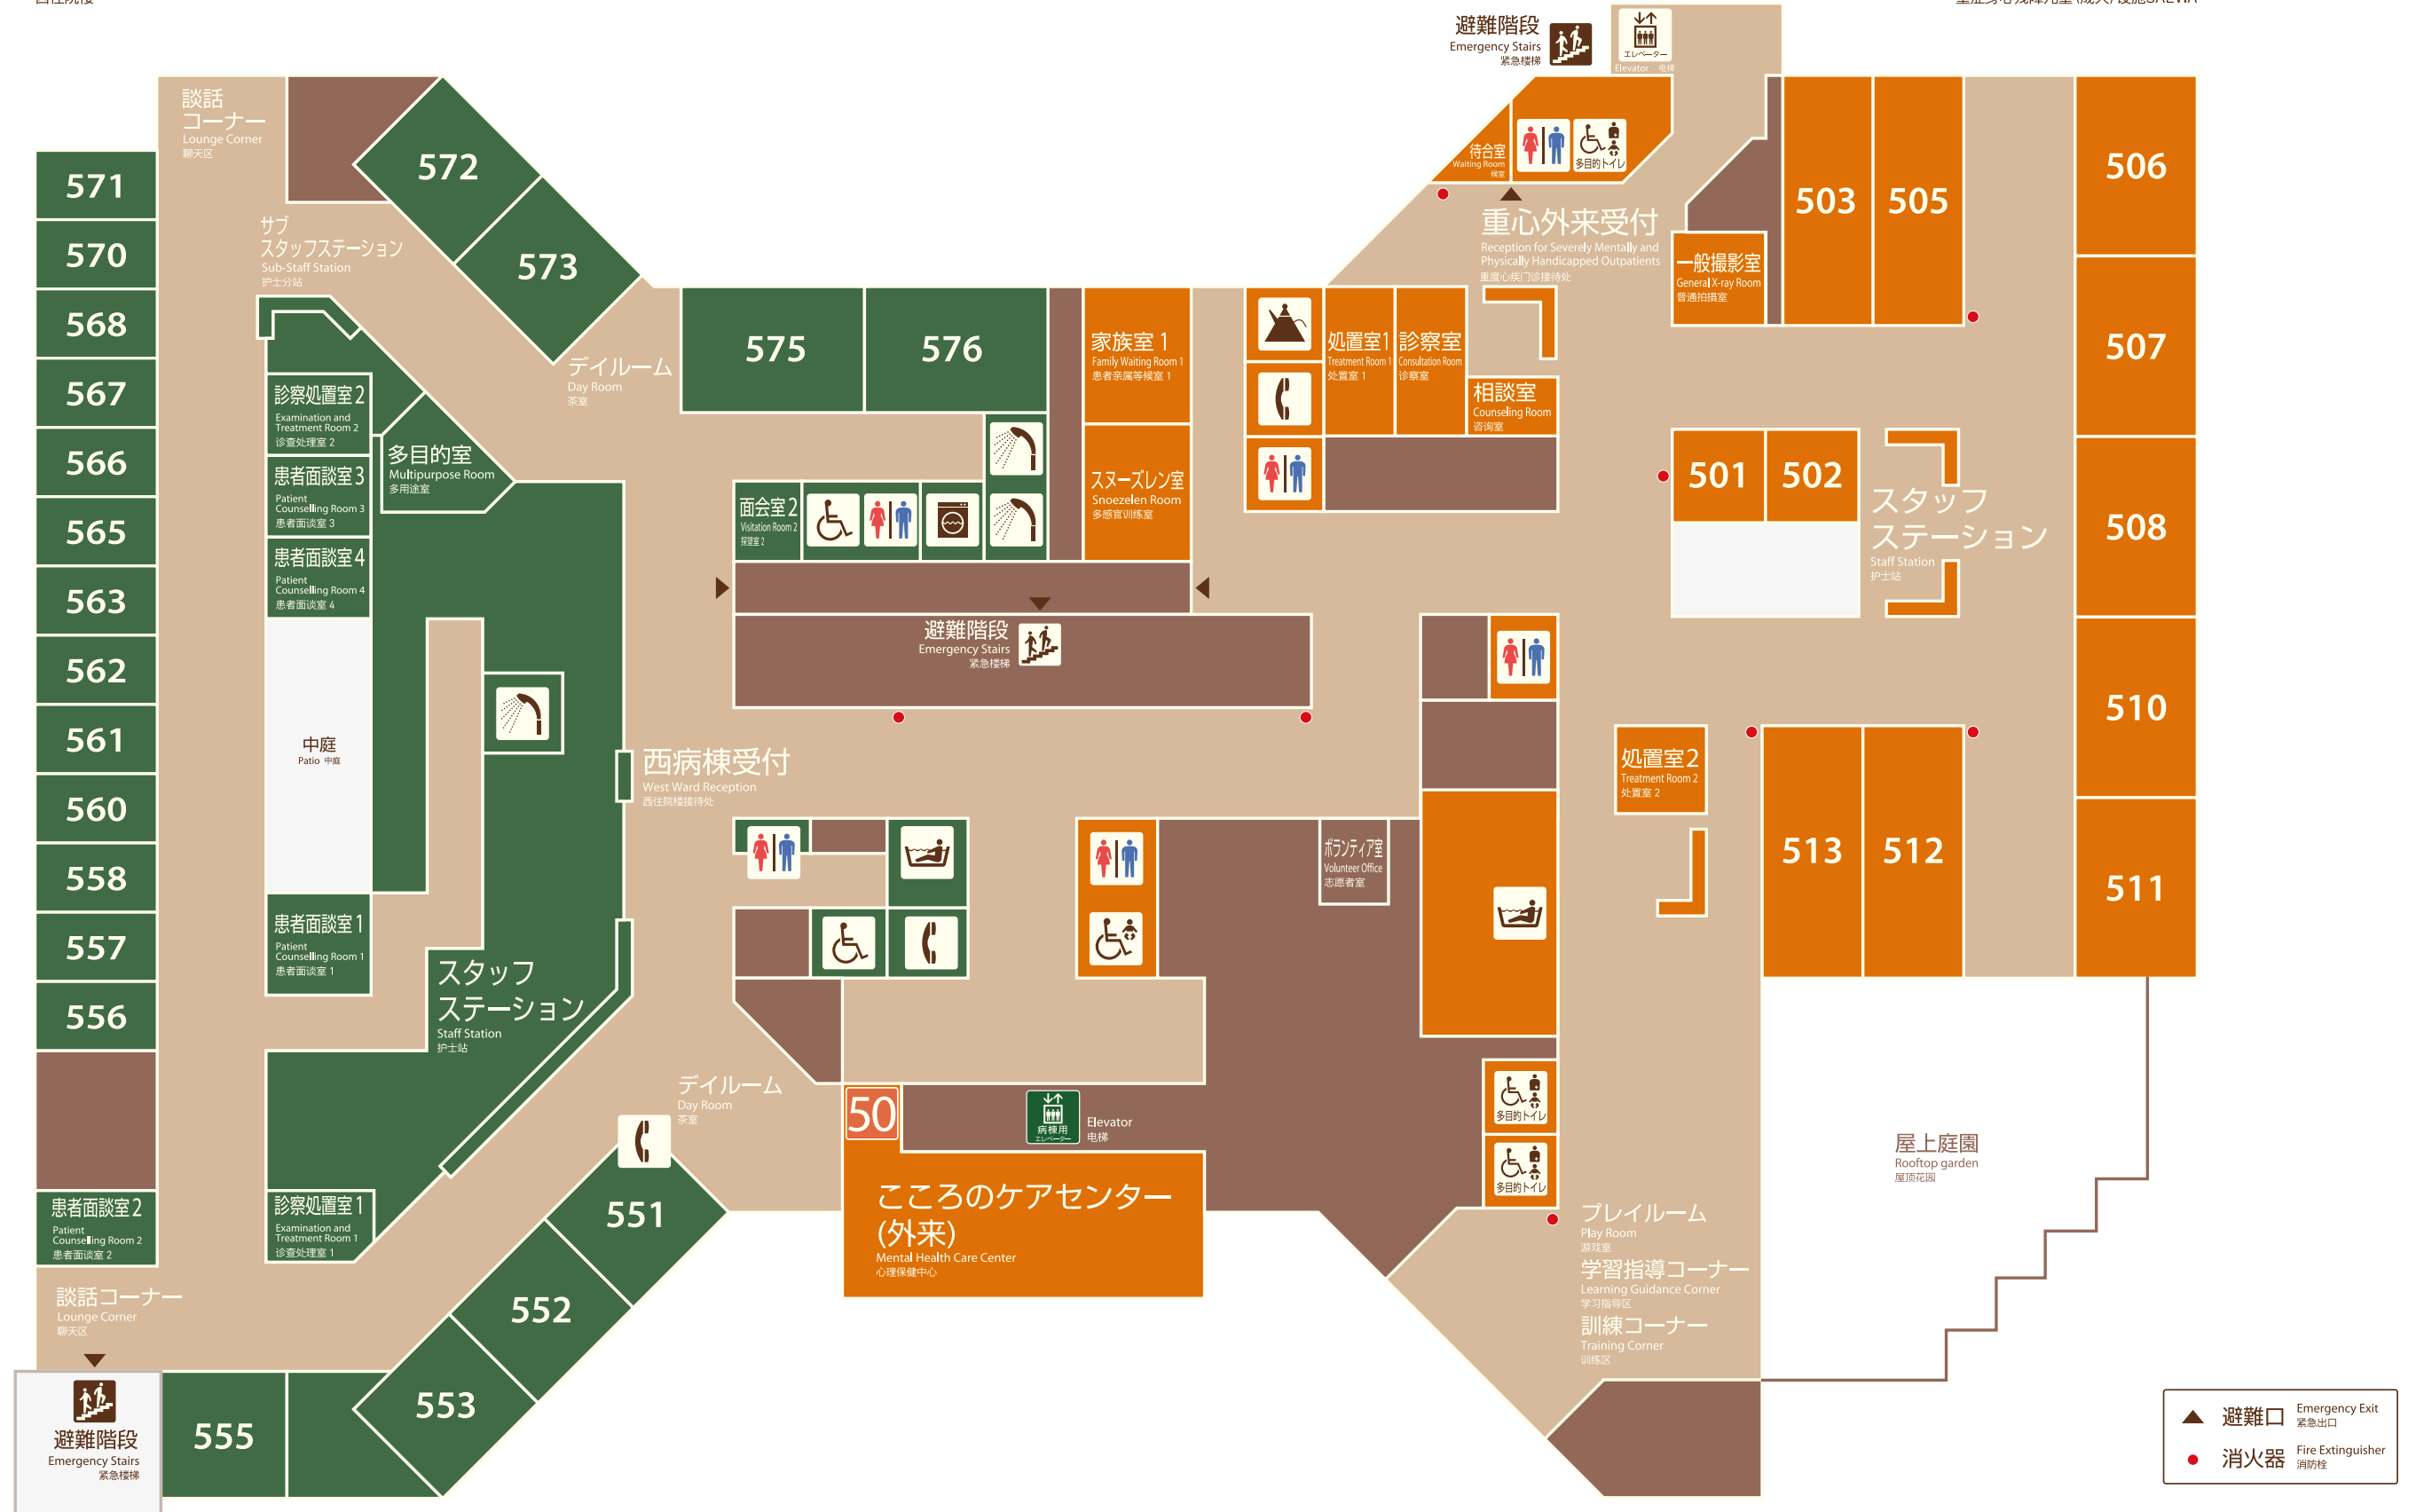 避難階段
Emergency Stairs
紧急楼梯
エレベーター
Elevator 电梯
談話
コーナー
Lounge Corner
聊天区
571
570
568
567
566
565
563
562
561
560
558
557
556
572
573
サブ
スタッフステーション
Sub-Staff Station
护士分站
デイルーム
Day Room
茶室
575
576
診察処置室2
Examination and
Treatment Room 2
诊查处理室 2
患者面談室3
Patient
Counselling Room 3
患者面谈室 3
患者面談室4
Patient
Counselling Room 4
患者面谈室 4
多目的室
Multipurpose Room
多用途室
中庭
Patio 中庭
患者面談室1
Patient
Counselling Room 1
患者面谈室 1
スタッフ
ステーション
Staff Station
护士站
西病棟受付
West Ward Reception
西住院楼接待处
面会室2
Visitation Room 2
探望室 2
家族室 1
Family Waiting Room 1
患者亲属等候室 1
スヌーズレン室
Snoezelen Room
多感官训练室
避難階段
Emergency Stairs
紧急楼梯
待合室
Waiting Room
候室
多目的トイレ
重心外来受付
Reception for Severely Mentally and
Physically Handicapped Outpatients
重度心疾门诊接待处
処置室1
Treatment Room 1
处置室 1
診察室
Consultation Room
诊察室
相談室
Counseling Room
咨询室
一般撮影室
General X-ray Room
普通拍摄室
503
505
506
507
508
510
511
501
502
スタッフ
ステーション
Staff Station
护士站
処置室2
Treatment Room 2
处置室 2
513
512
ボランティア室
Volunteer Office
志愿者室
多目的トイレ
多目的トイレ
デイルーム
Day Room
茶室
50
病棟用
エレベーター
Elevator
电梯
こころのケアセンター
(外来)
Mental Health Care Center
心理保健中心
551
552
553
555
患者面談室2
Patient
Counselling Room 2
患者面谈室 2
診察処置室1
Examination and
Treatment Room 1
诊查处理室 1
談話コーナー
Lounge Corner
聊天区
避難階段
Emergency Stairs
紧急楼梯
プレイルーム
Play Room
游戏室
学習指導コーナー
Learning Guidance Corner
学习指导区
訓練コーナー
Training Corner
训练区
屋上庭園
Rooftop garden
屋顶花园
避難口
Emergency Exit
紧急出口
消火器
Fire Extinguisher
消防栓